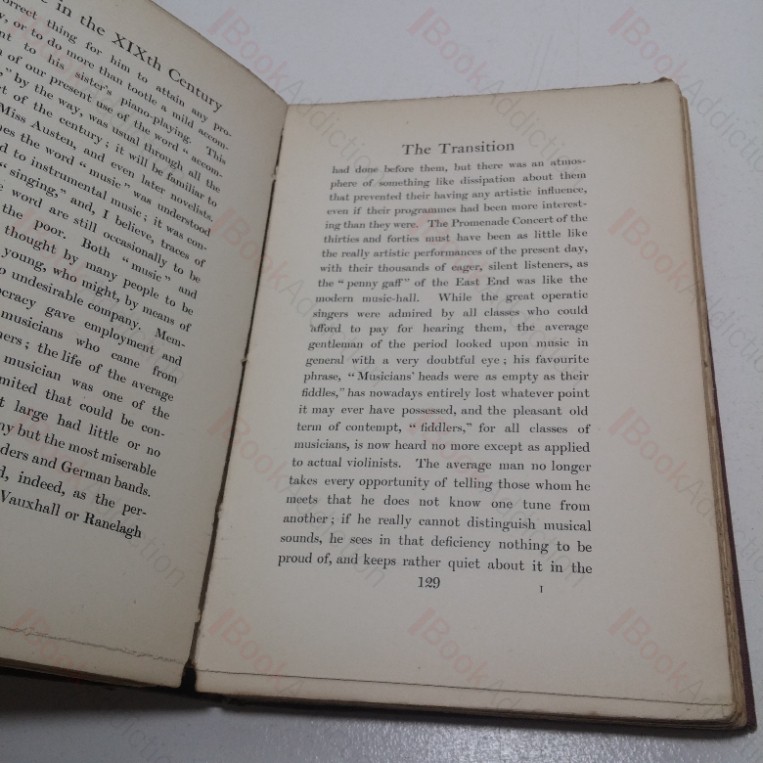 e in the XIXth Century
orrect thing for him to attain any pro-
y, or to do more than tootle a mild accom-
ent to his sister's piano-playing. This
n of our present use of the word "accom-
," by the way, was usual through all the
rt of the century; it will be familiar to
Miss Austen, and even later novelists.
es the word "music" was understood
d to instrumental music; it was con-
"singing," and, I believe, traces of
word are still occasionally to be
the poor. Both "music" and
thought by many people to be
young, who might, by means of
o undesirable company. Mem-
ocracy gave employment and
musicians who came from
ners; the life of the average
musician was one of the
mited that could be con-
t large had little or no
ny but the most miserable
ders and German bands.
d, indeed, as the per-
Vauxhall or Ranelagh
The Transition
had done before them, but there was an atmos-
phere of something like dissipation about them
that prevented their having any artistic influence,
even if their programmes had been more interest-
ing than they were. The Promenade Concert of the
thirties and forties must have been as little like
the really artistic performances of the present day,
with their thousands of eager, silent listeners, as
the "penny gaff" of the East End was like the
modern music-hall. While the great operatic
singers were admired by all classes who could
afford to pay for hearing them, the average
gentleman of the period looked upon music in
general with a very doubtful eye; his favourite
phrase, "Musicians' heads were as empty as their
fiddles," has nowadays entirely lost whatever point
it may ever have possessed, and the pleasant old
term of contempt, "fiddlers," for all classes of
musicians, is now heard no more except as applied
to actual violinists. The average man no longer
takes every opportunity of telling those whom he
meets that he does not know one tune from
another; if he really cannot distinguish musical
sounds, he sees in that deficiency nothing to be
proud of, and keeps rather quiet about it in the
129
I
BookAddiction